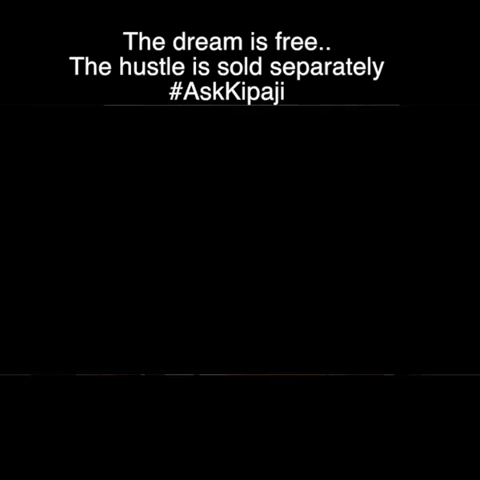 The dream is free..
The hustle is sold separately
#AskKipaji